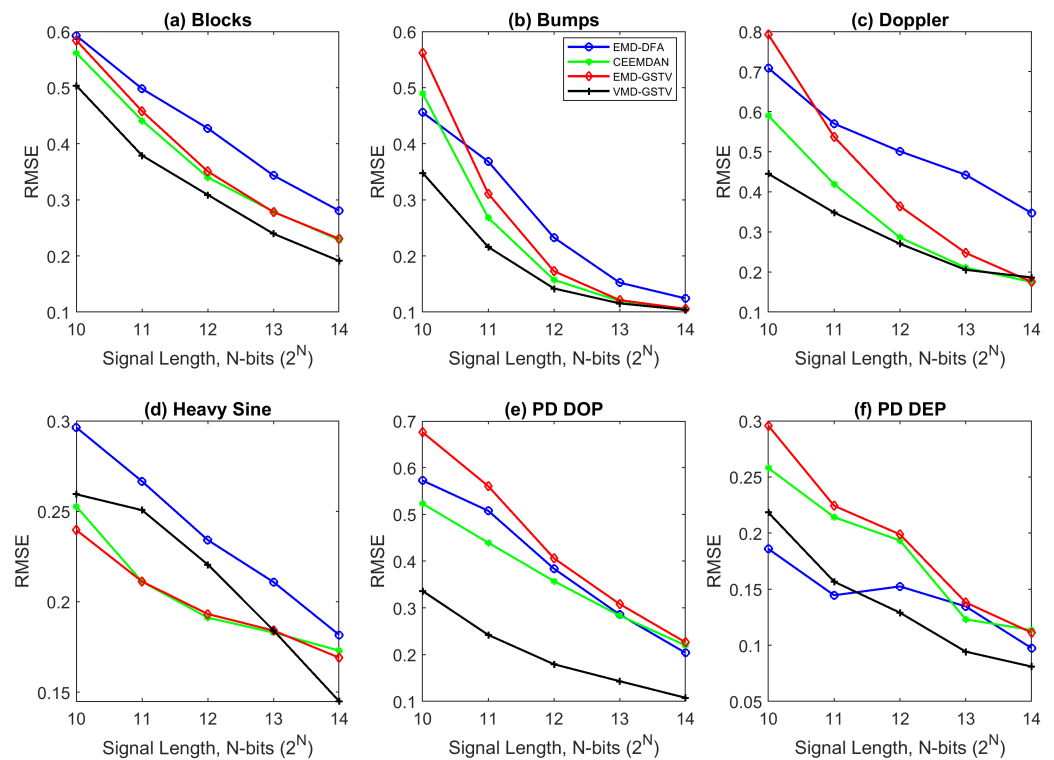 (a) Blocks
0.6
0.5
0.4
0.3
0.2
0.1
RMSE
10 11 12 13 14
Signal Length, N-bits (2^N)
(b) Bumps
EMD-DFA
CEEMDAN
EMD-GSTV
VMD-GSTV
0.6
0.5
0.4
0.3
0.2
0.1
RMSE
10 11 12 13 14
Signal Length, N-bits (2^N)
(c) Doppler
0.8
0.7
0.6
0.5
0.4
0.3
0.2
0.1
RMSE
10 11 12 13 14
Signal Length, N-bits (2^N)
(d) Heavy Sine
0.3
0.25
0.2
0.15
RMSE
10 11 12 13 14
Signal Length, N-bits (2^N)
(e) PD DOP
0.7
0.6
0.5
0.4
0.3
0.2
0.1
RMSE
10 11 12 13 14
Signal Length, N-bits (2^N)
(f) PD DEP
0.3
0.25
0.2
0.15
0.1
0.05
RMSE
10 11 12 13 14
Signal Length, N-bits (2^N)